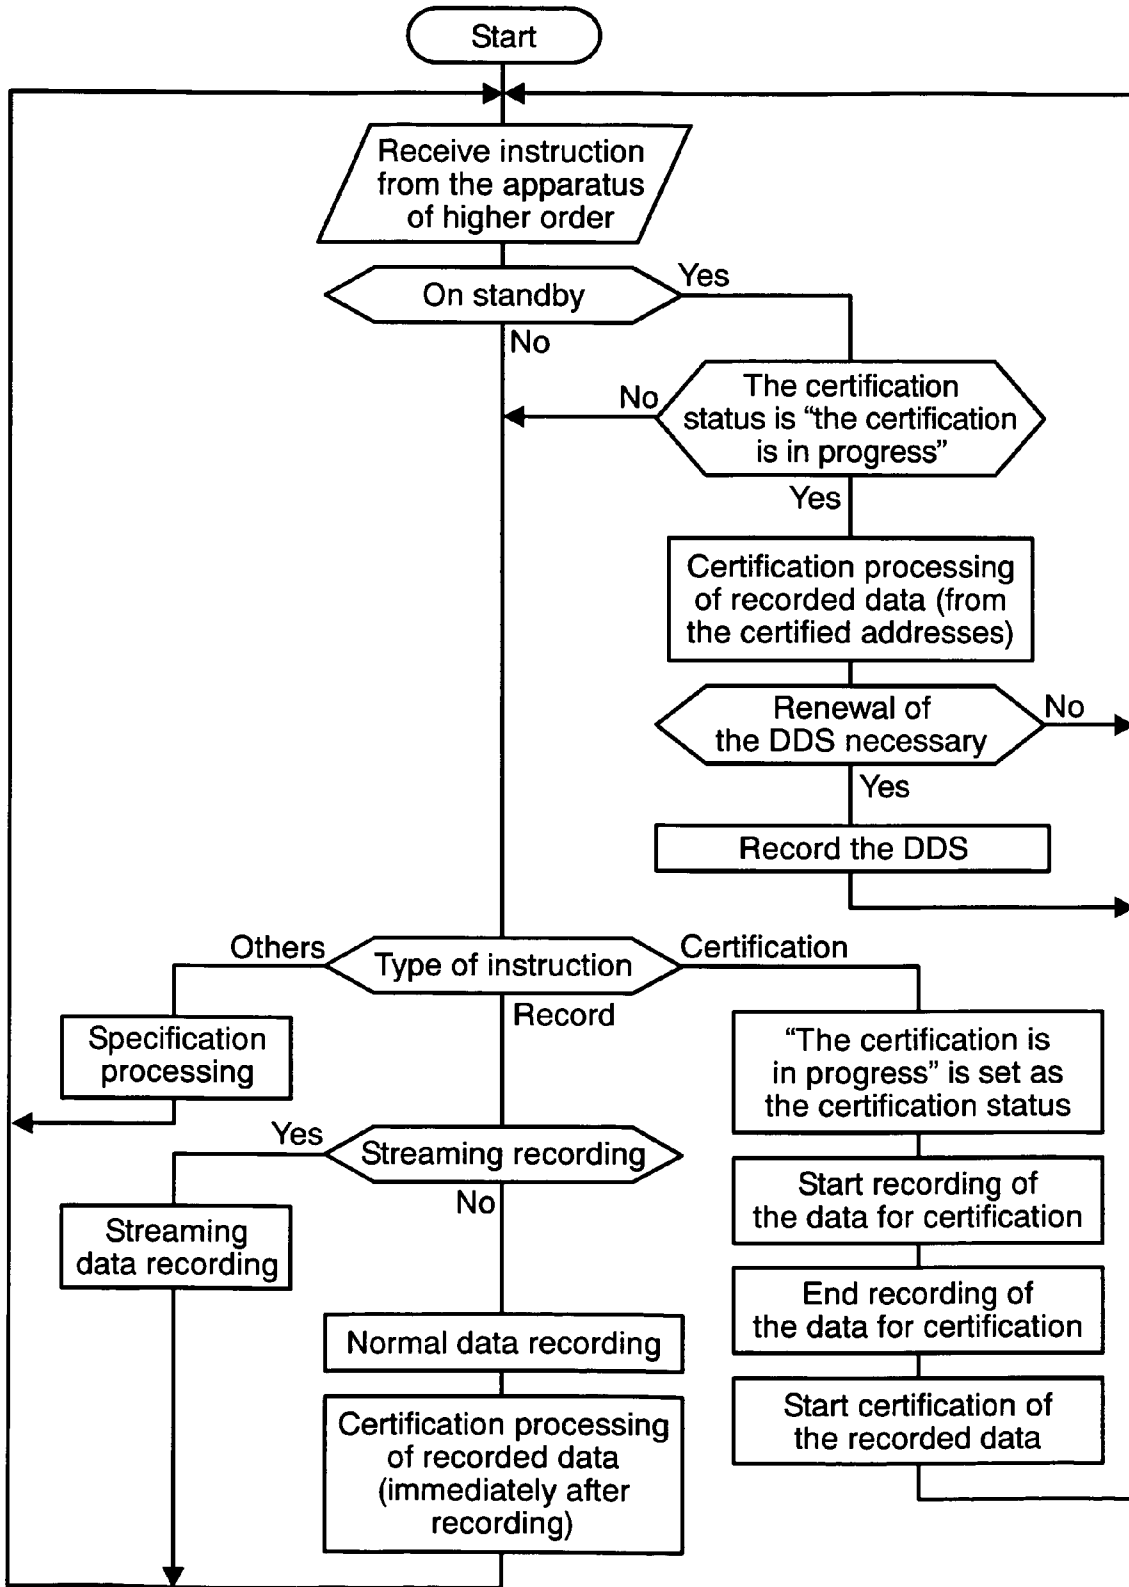 Start
Receive instruction
from the apparatus
of higher order
On standby
Yes
No
The certification
status is “the certification
is in progress”
No
Yes
Certification processing
of recorded data (from
the certified addresses)
Renewal of
the DDS necessary
No
Yes
Record the DDS
Others
Type of instruction
Certification
Record
Specification
processing
“The certification is
in progress” is set as
the certification status
Yes
Streaming recording
No
Streaming
data recording
Start recording of
the data for certification
End recording of
the data for certification
Normal data recording
Start certification of
the recorded data
Certification processing
of recorded data
(immediately after
recording)